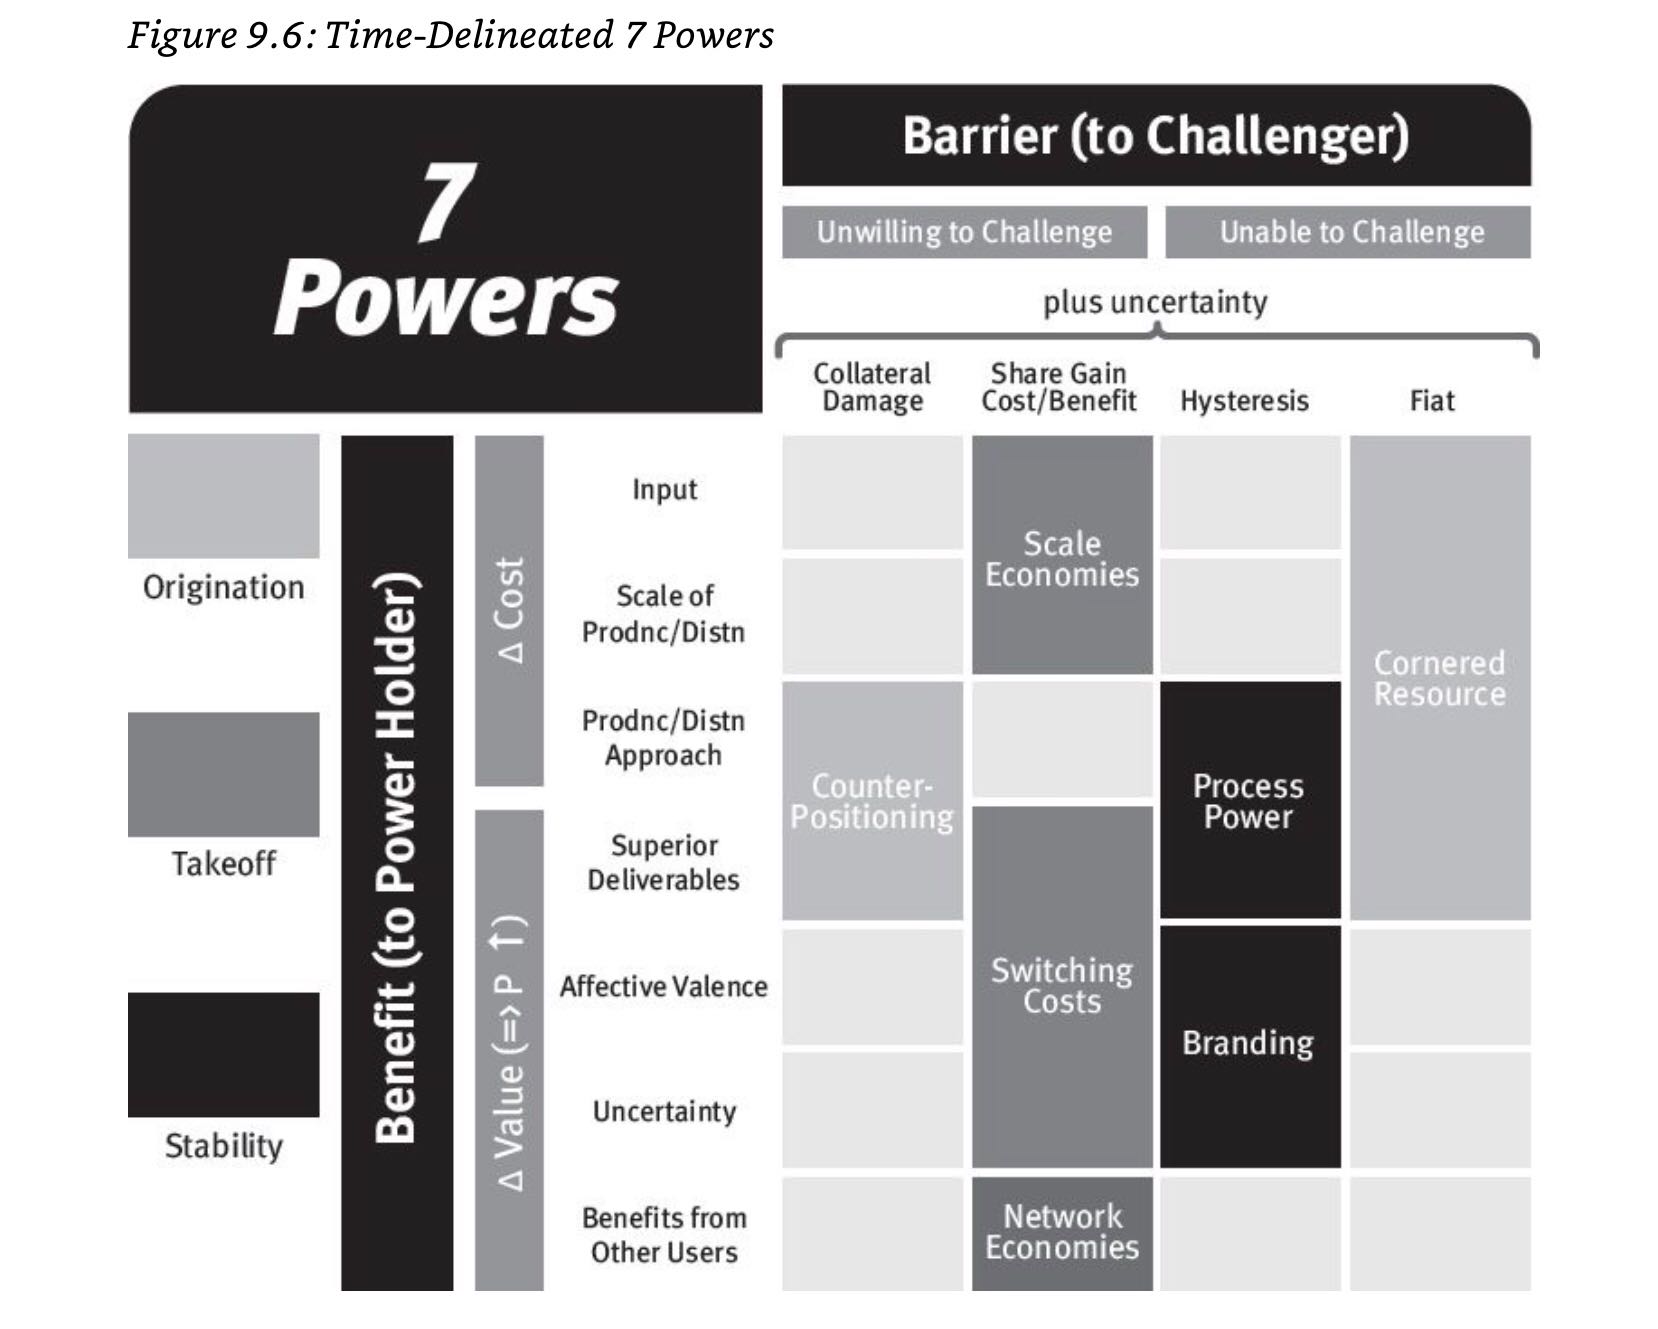 Figure 9.6: Time-Delineated 7 Powers
7
Powers
Barrier (to Challenger)
Unwilling to Challenge
Unable to Challenge
plus uncertainty
Collateral
Damage
Share Gain
Cost/Benefit
Hysteresis
Fiat
Origination
Takeoff
Stability
Benefit (to Power Holder)
Δ Cost
Δ Value (=> P ↑)
Input
Scale of
Prodnc/Distn
Prodnc/Distn
Approach
Superior
Deliverables
Affective Valence
Uncertainty
Benefits from
Other Users
Counter-
Positioning
Scale
Economies
Switching
Costs
Network
Economies
Process
Power
Branding
Cornered
Resource